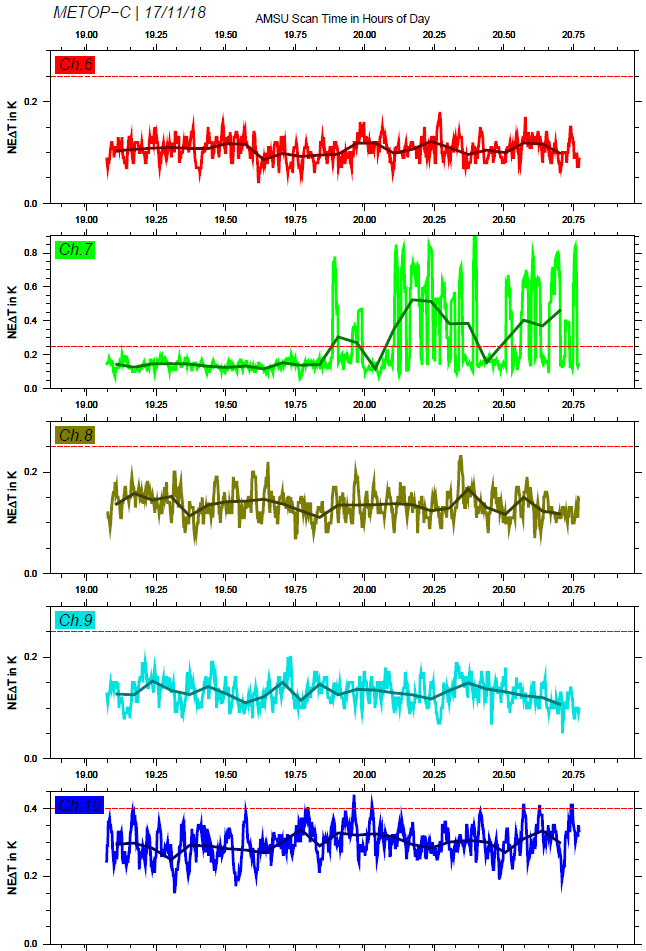 METOP−C | 17/11/18
AMSU Scan Time in Hours of Day
19.00 19.25 19.50 19.75 20.00 20.25 20.50 20.75
Ch.6
NEΔT in K
0.2
0.0
19.00 19.25 19.50 19.75 20.00 20.25 20.50 20.75
Ch.7
NEΔT in K
0.8
0.6
0.4
0.2
0.0
19.00 19.25 19.50 19.75 20.00 20.25 20.50 20.75
Ch.8
NEΔT in K
0.2
0.0
19.00 19.25 19.50 19.75 20.00 20.25 20.50 20.75
Ch.9
NEΔT in K
0.2
0.0
19.00 19.25 19.50 19.75 20.00 20.25 20.50 20.75
Ch.10
NEΔT in K
0.4
0.2
0.0